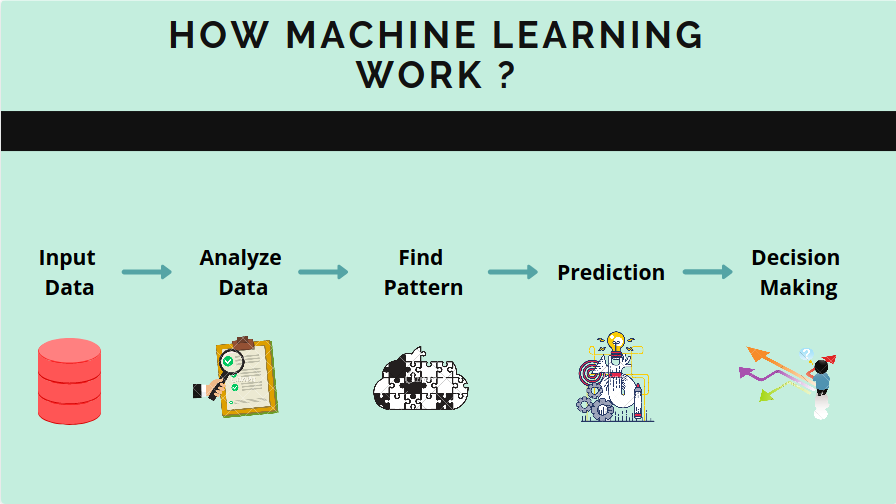 HOW MACHINE LEARNING
WORK ?
Input
Data
Analyze
Data
Find
Pattern
Prediction
Decision
Making